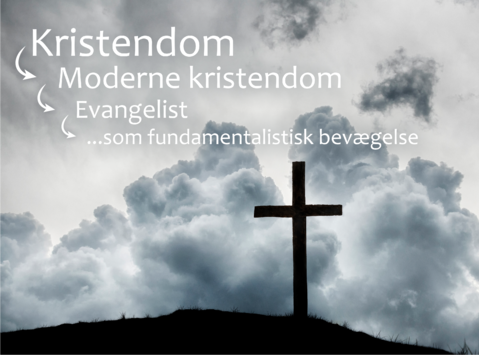 Kristendom
Moderne kristendom
Evangelist
...som fundamentalistisk bevægelse